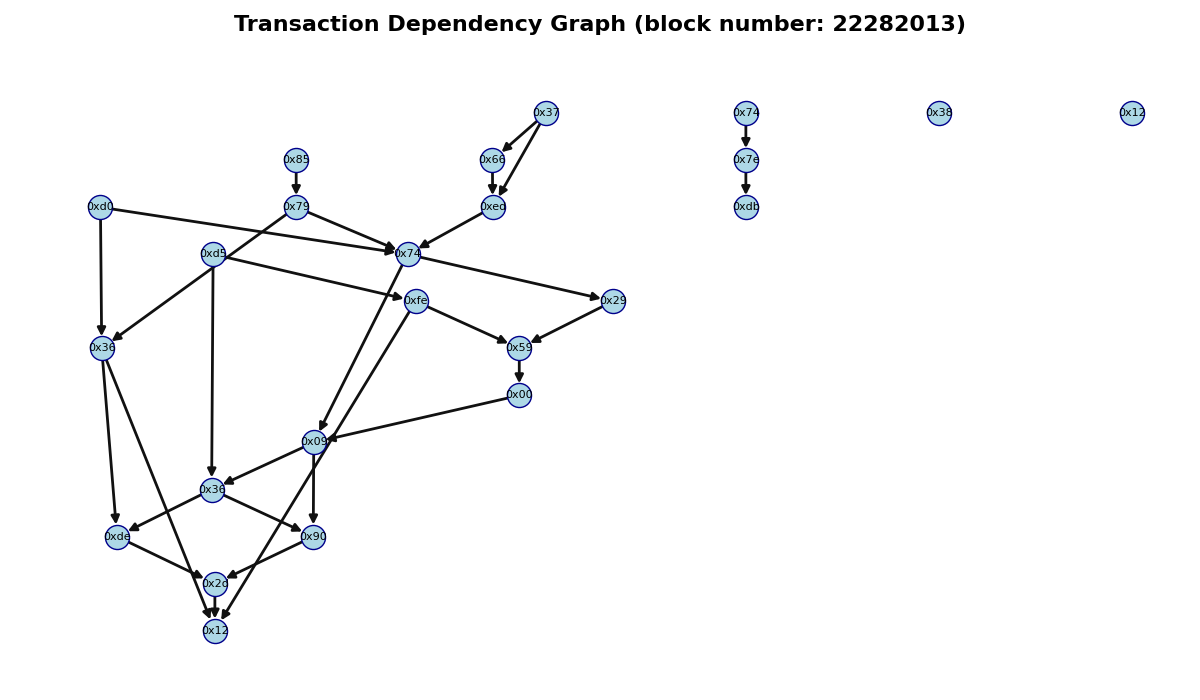 Transaction Dependency Graph (block number: 22282013)
0x37
0x74
0x38
0x12
0x85
0x66
0x7e
0xd0
0x79
0xed
0xdb
0xd5
0x74
0xfe
0x29
0x36
0x59
0x00
0x09
0x36
0xde
0x90
0x2d
0x12